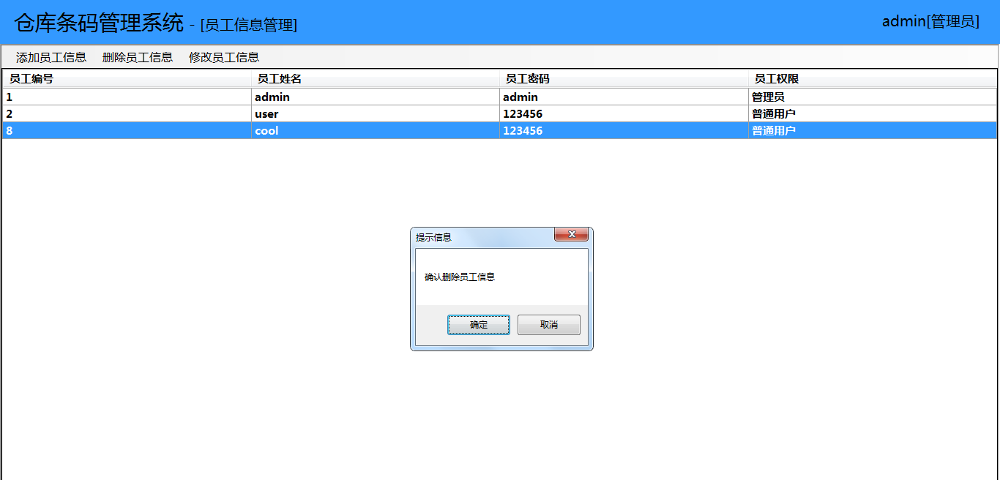 仓库条码管理系统 - [员工信息管理] admin[管理员]
添加员工信息 删除员工信息 修改员工信息
员工编号 员工姓名 员工密码 员工权限
1 admin admin 管理员
2 user 123456 普通用户
8 cool 123456 普通用户
提示信息
确认删除员工信息
确定 取消